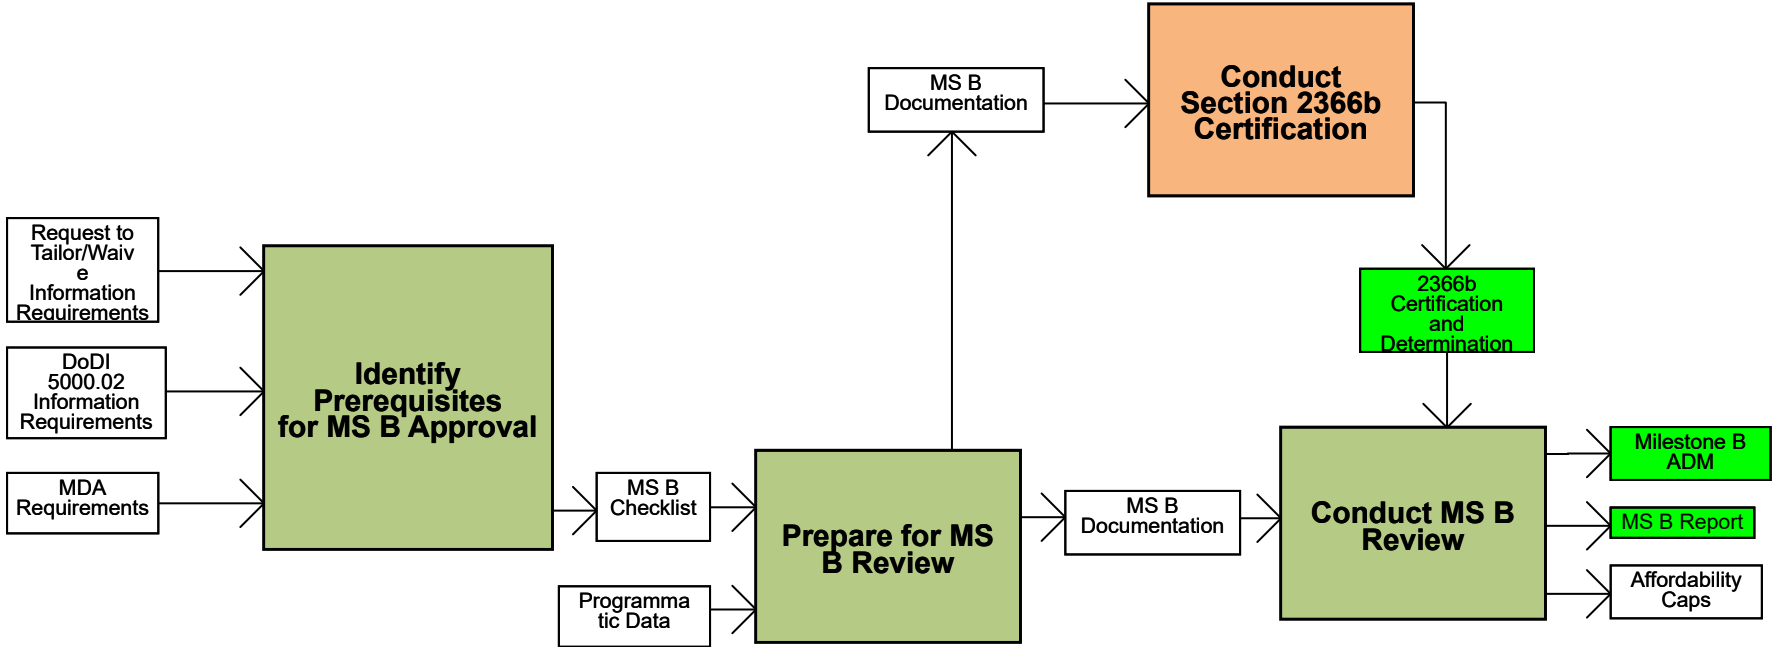 MS B
Documentation
Conduct
Section 2366b
Certification
Request to
Tailor/Waiv
e
Information
Requirements
DoDI
5000.02
Information
Requirements
MDA
Requirements
Identify
Prerequisites
for MS B Approval
MS B
Checklist
Programma
tic Data
Prepare for MS
B Review
MS B
Documentation
2366b
Certification
and
Determination
Conduct MS B
Review
Milestone B
ADM
MS B Report
Affordability
Caps